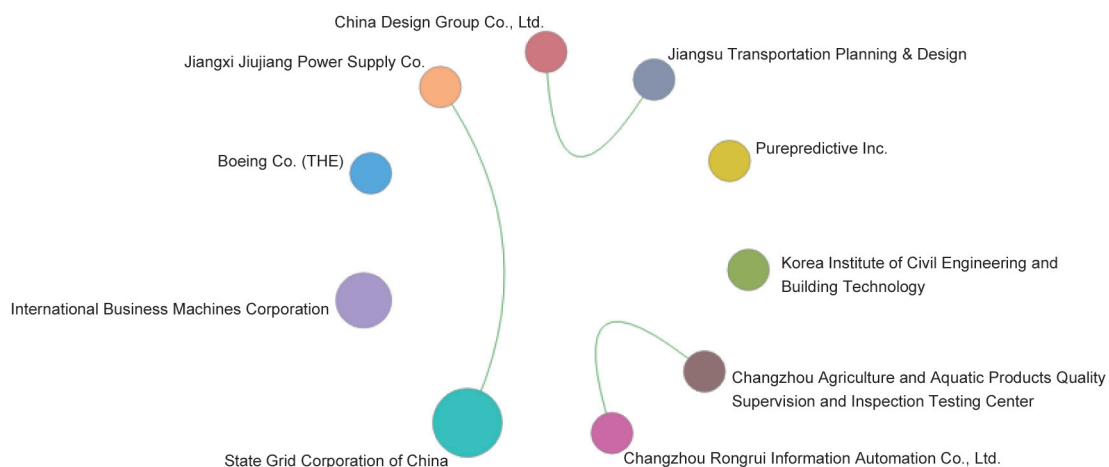 China Design Group Co., Ltd.
Jiangxi Jiujiang Power Supply Co.
Jiangsu Transportation Planning & Design
Boeing Co. (THE)
Purepredictive Inc.
Korea Institute of Civil Engineering and
Building Technology
International Business Machines Corporation
Changzhou Agriculture and Aquatic Products Quality
Supervision and Inspection Testing Center
State Grid Corporation of China
Changzhou Rongrui Information Automation Co., Ltd.